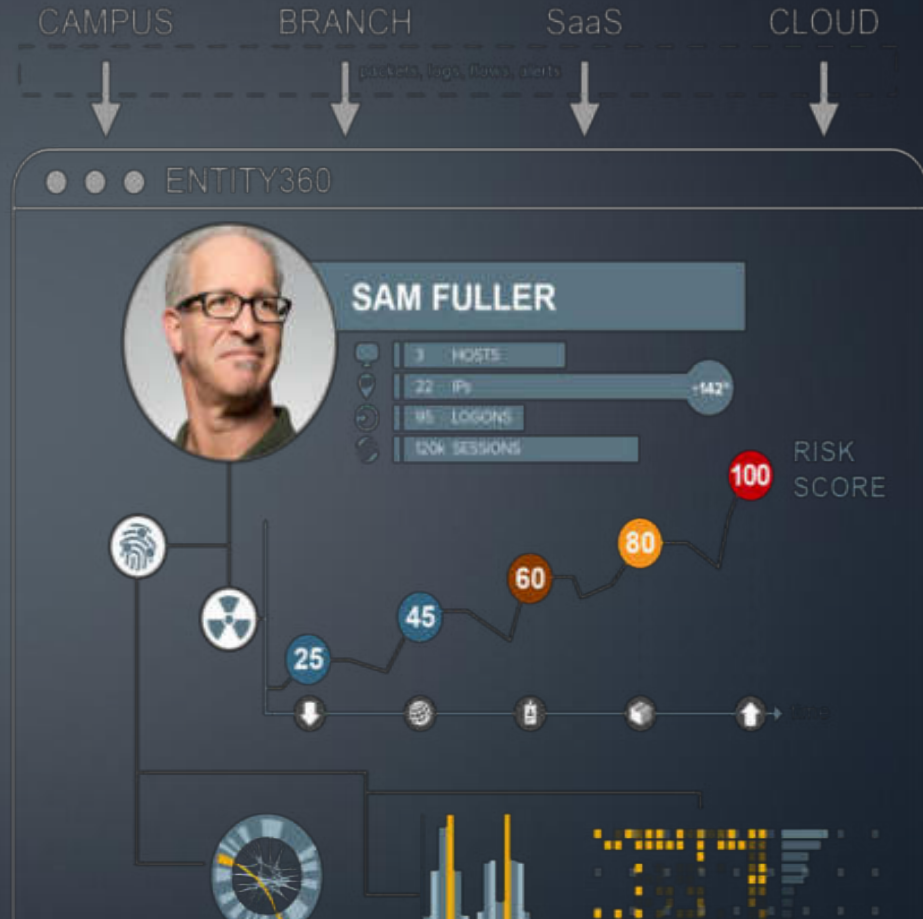 CAMPUS BRANCH SaaS CLOUD
packets, logs, flows, alerts
ENTITY360
SAM FULLER
3 HOSTS
22 IPs
95 LOGONS
120k SESSIONS
RISK
SCORE
100
80
60
45
25